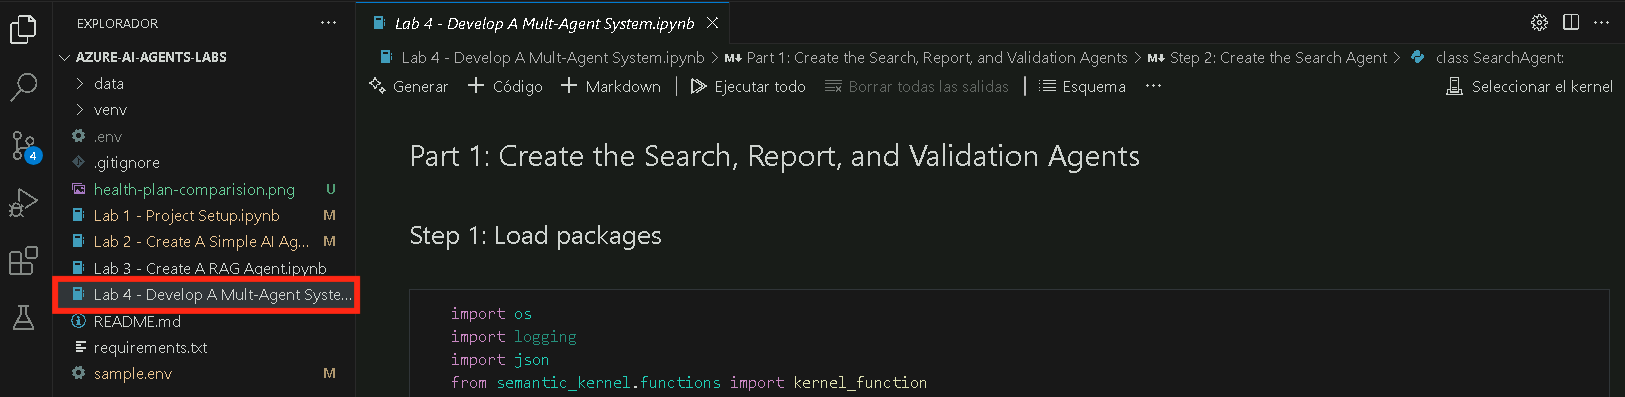 EXPLORADOR ...
AZURE-AI-AGENTS-LABS
data
venv
.env
.gitignore
health-plan-comparision.png U
Lab 1 - Project Setup.ipynb M
Lab 2 - Create A Simple AI Ag... M
Lab 3 - Create A RAG Agent.ipynb
Lab 4 - Develop A Mult-Agent Syste...
README.md
requirements.txt
sample.env M
4
Lab 4 - Develop A Mult-Agent System.ipynb
Lab 4 - Develop A Mult-Agent System.ipynb > M↓ Part 1: Create the Search, Report, and Validation Agents > M↓ Step 2: Create the Search Agent > class SearchAgent:
Generar + Código + Markdown | Ejecutar todo Borrar todas las salidas | Esquema ... Seleccionar el kernel
Part 1: Create the Search, Report, and Validation Agents
Step 1: Load packages
import os
import logging
import json
from semantic_kernel.functions import kernel_function